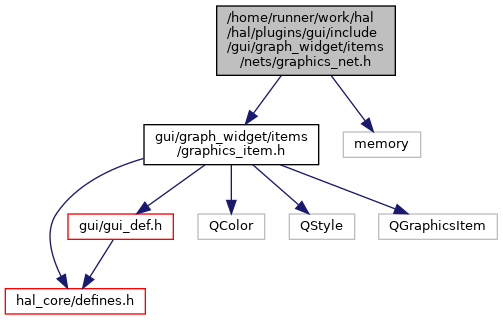 /home/runner/work/hal
/hal/plugins/gui/include
/gui/graph_widget/items
/nets/graphics_net.h
gui/graph_widget/items
/graphics_item.h
memory
gui/gui_def.h
QColor
QStyle
QGraphicsItem
hal_core/defines.h